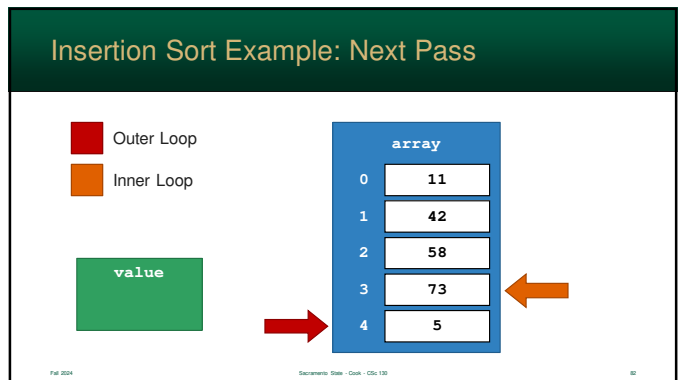 Insertion Sort Example: Next Pass
Outer Loop
Inner Loop
value
array
0 11
1 42
2 58
3 73
4 5
Fall 2024 Sacramento State - Cook - CSc 130 82